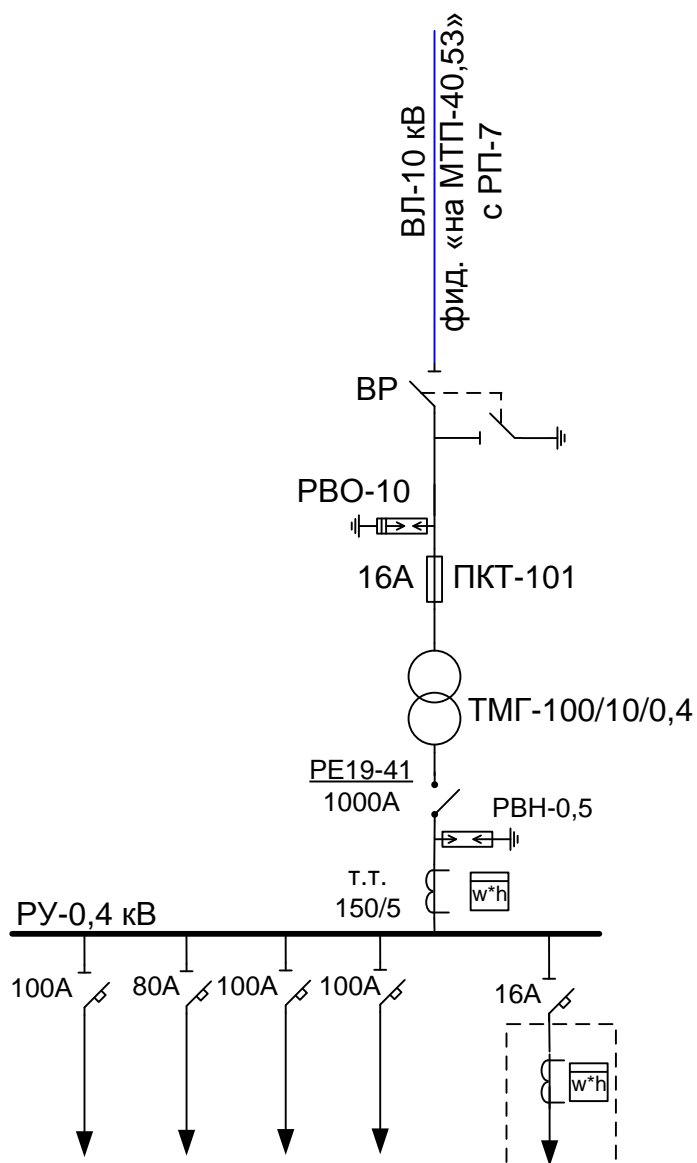 ВЛ-10 кВ
фид. «на МТП-40,53»
с РП-7
ВР
РВО-10
16А
ПКТ-101
ТМГ-100/10/0,4
РЕ19-41
1000А
РВН-0,5
т.т.
150/5
w*h
РУ-0,4 кВ
100А
80А
100А
100А
16А
w*h